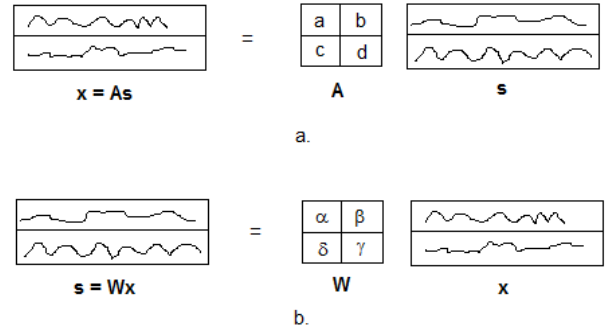 = a b
c d
x = As A s
a.
= α β
δ γ
s = Wx W x
b.